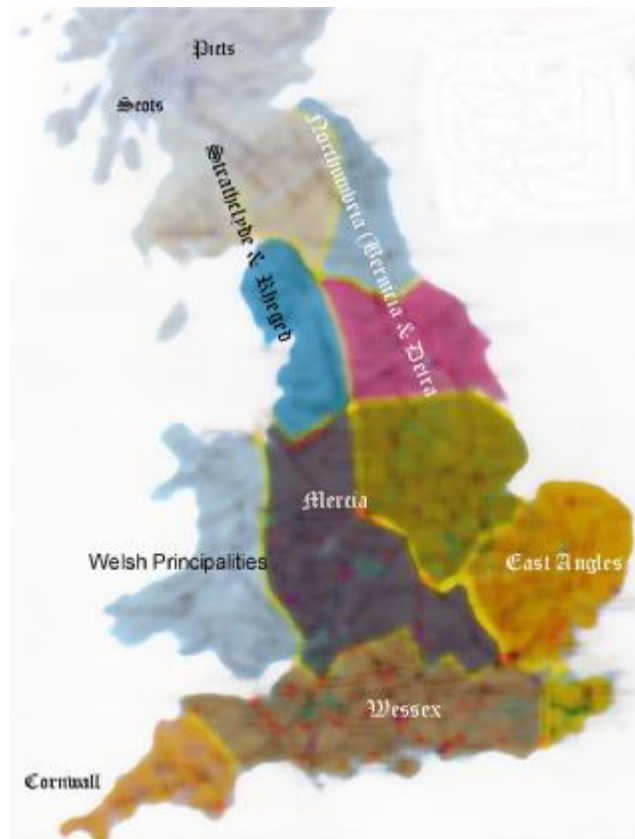 Picts
Scots
Strathclyde & Rheged
Northumbria (Bernicia & Deira
Mercia
Welsh Principalities
East Angles
Wessex
Cornwall